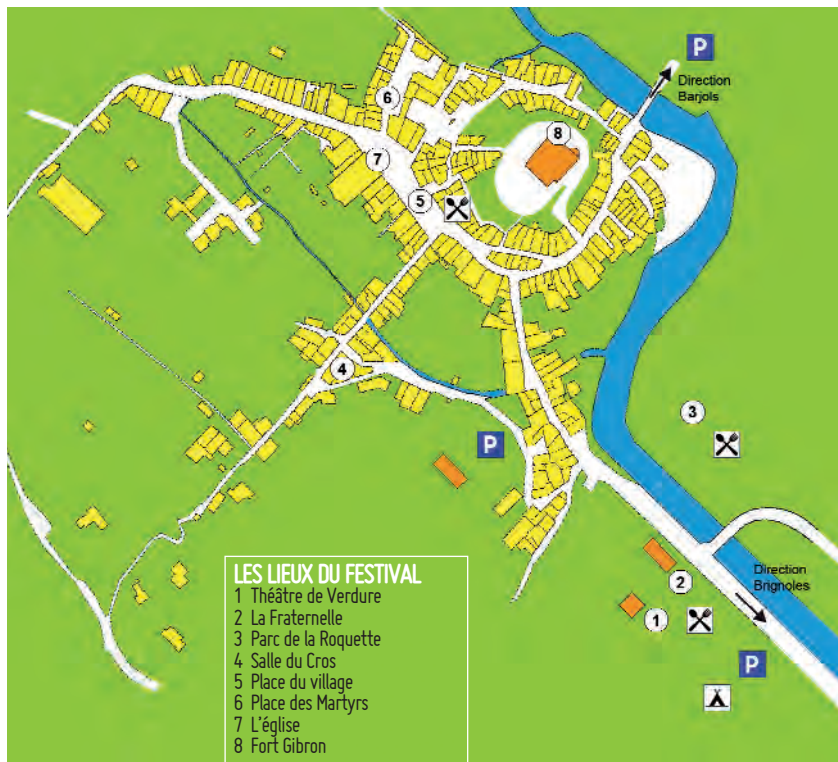 P
Direction
Barjols
6
8
7
5
4
3
P
2
Direction
Brignoles
1
P
LES LIEUX DU FESTIVAL
1 Théâtre de Verdure
2 La Fraternelle
3 Parc de la Roquette
4 Salle du Cros
5 Place du village
6 Place des Martyrs
7 L'église
8 Fort Gibron